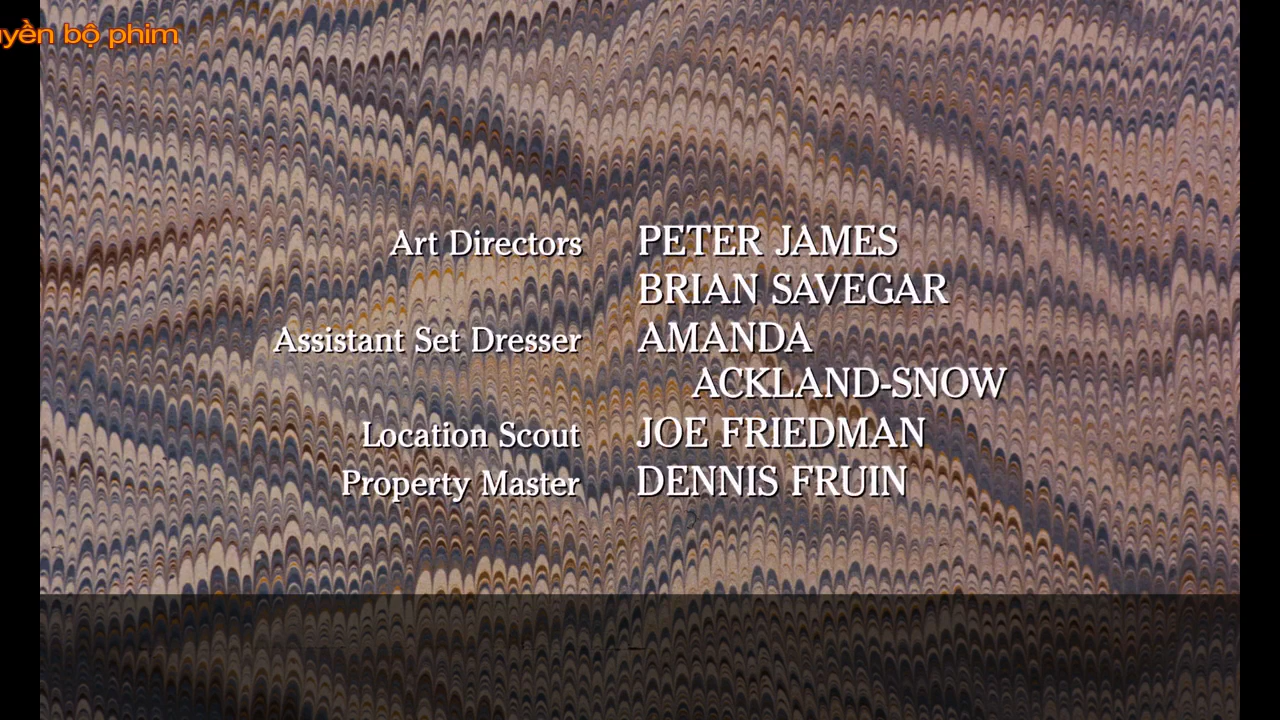 bộ phim
Art Directors PETER JAMES
BRIAN SAVEGAR
Assistant Set Dresser AMANDA
ACKLAND-SNOW
Location Scout JOE FRIEDMAN
Property Master DENNIS FRUIN